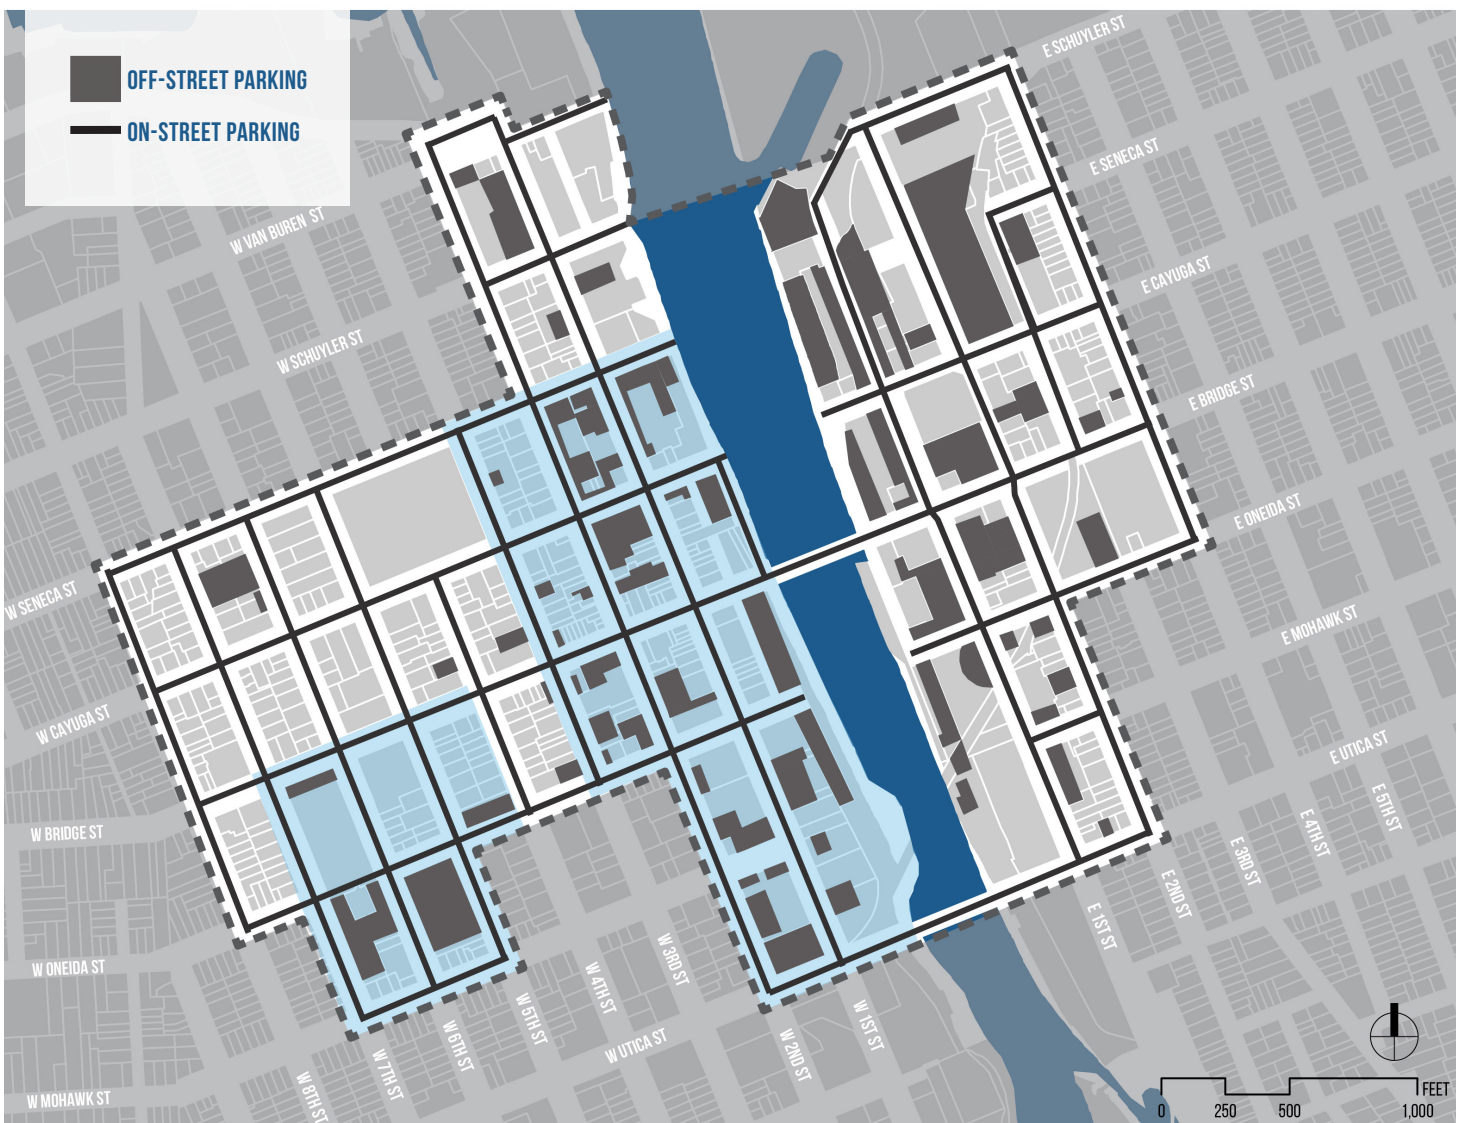 OFF-STREET PARKING
ON-STREET PARKING
E SCHUYLER ST
E SENECA ST
W VAN BUREN ST
E CAYUGA ST
W SCHUYLER ST
E BRIDGE ST
E ONEIDA ST
W SENECA ST
E MOHAWK ST
W CAYUGA ST
E UTICA ST
E 5TH ST
E 4TH ST
W BRIDGE ST
E 3RD ST
E 2ND ST
E 1ST ST
W ONEIDA ST
W 3RD ST
W 4TH ST
W 5TH ST
W 1ST ST
W 6TH ST
W UTICA ST
W 2ND ST
W 7TH ST
W 8TH ST
W MOHAWK ST
FEET
0 250 500 1,000